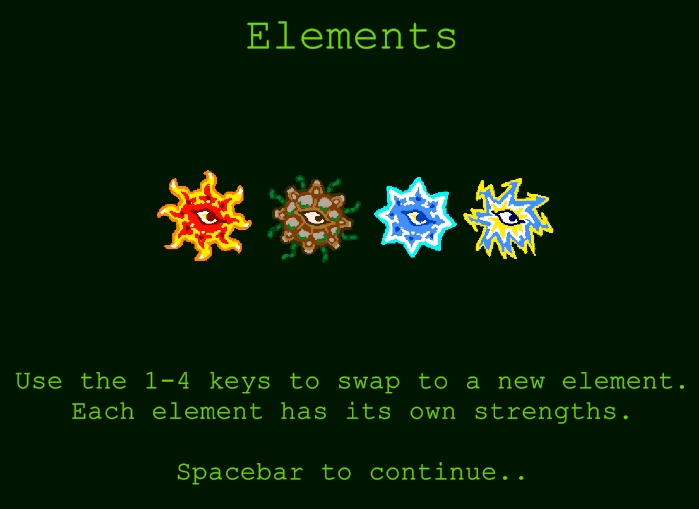 Elements
Use the 1-4 keys to swap to a new element.
Each element has its own strengths.
Spacebar to continue..